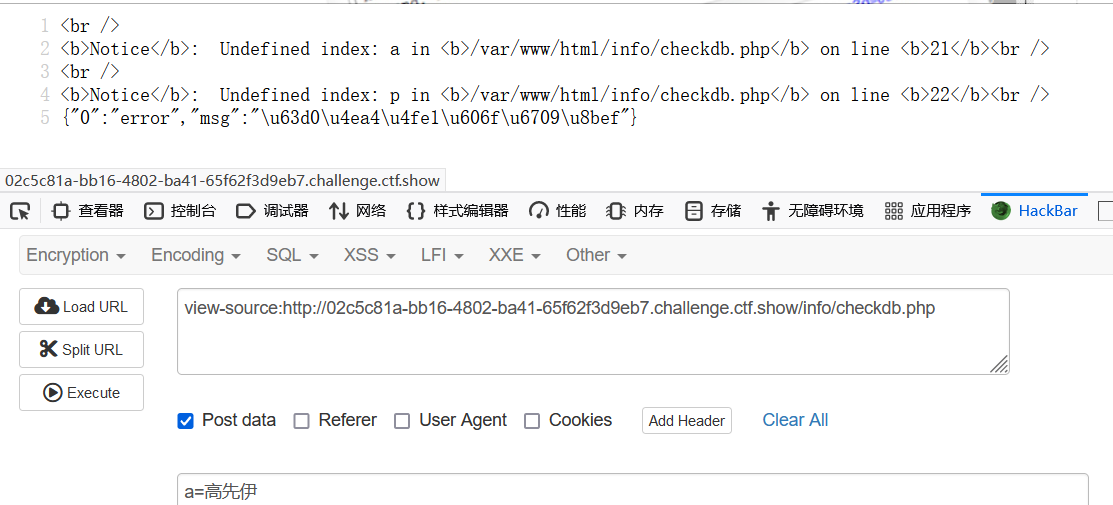 1 <br />
2 <b>Notice</b>:  Undefined index: a in <b>/var/www/html/info/checkdb.php</b> on line <b>21</b><br />
3 <br />
4 <b>Notice</b>:  Undefined index: p in <b>/var/www/html/info/checkdb.php</b> on line <b>22</b><br />
5 {"0":"error","msg":"\u63d0\u4ea4\u4fe1\u606f\u6709\u8bef"}
02c5c81a-bb16-4802-ba41-65f62f3d9eb7.challenge.ctf.show
查看器 控制台 调试器 网络 样式编辑器 性能 内存 存储 无障碍环境 应用程序 HackBar
Encryption Encoding SQL XSS LFI XXE Other
Load URL
view-source:http://02c5c81a-bb16-4802-ba41-65f62f3d9eb7.challenge.ctf.show/info/checkdb.php
Split URL
Execute
Post data Referer User Agent Cookies Add Header Clear All
a=高先伊